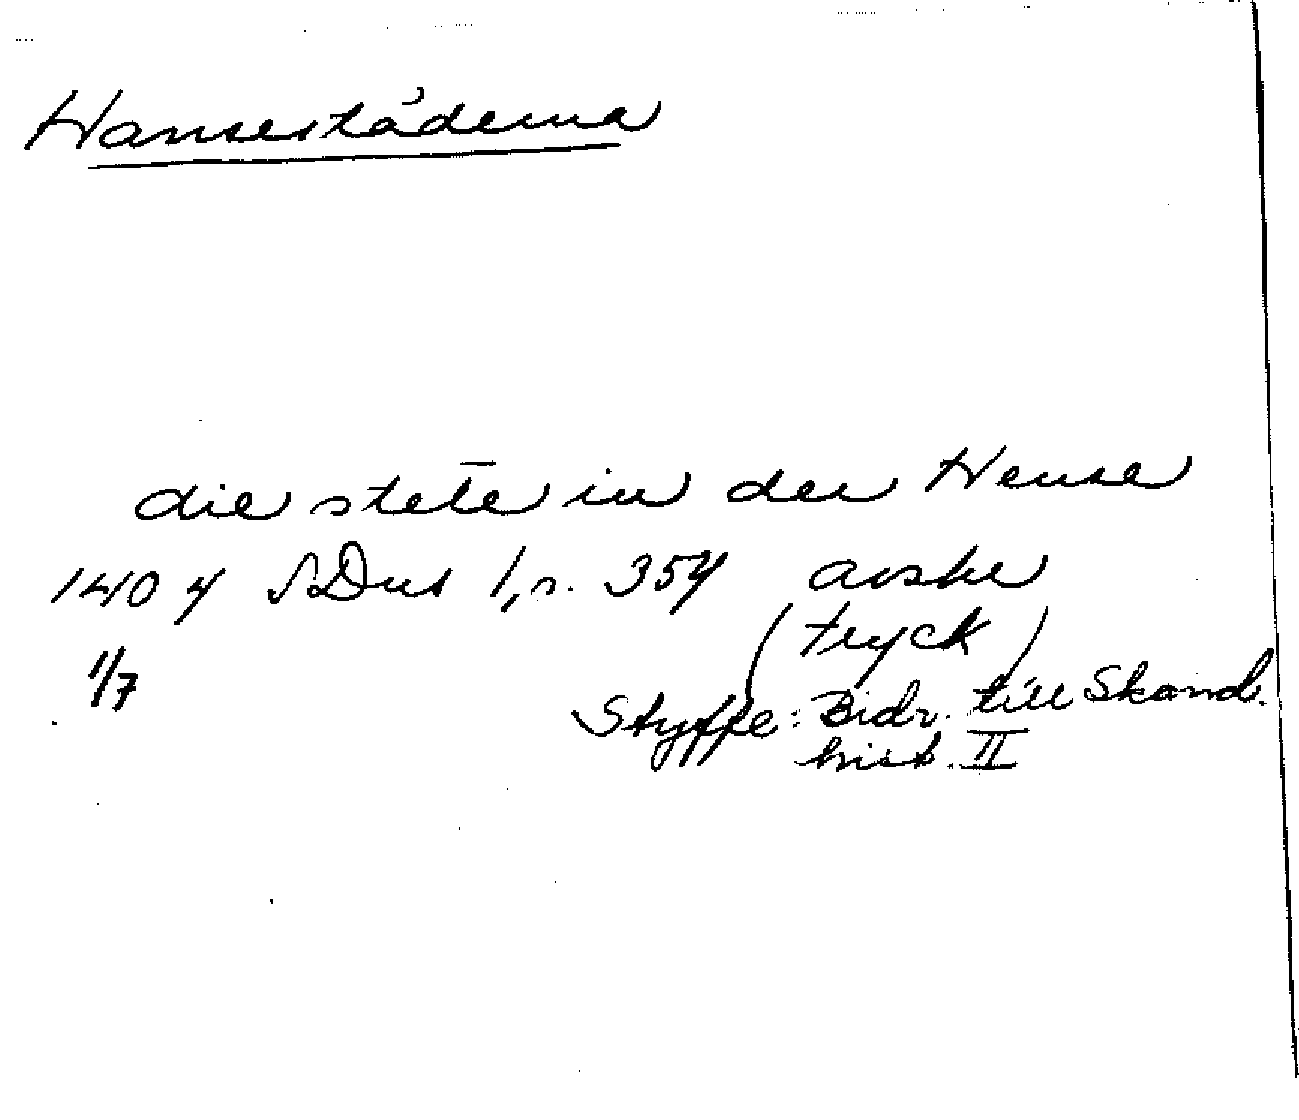 Hansestäderna
die stete in der Hense
1404 SDns 1, s. 354 avskr
1/7 (tryck)
Styffe: Bidr. till Skand.
hist. II